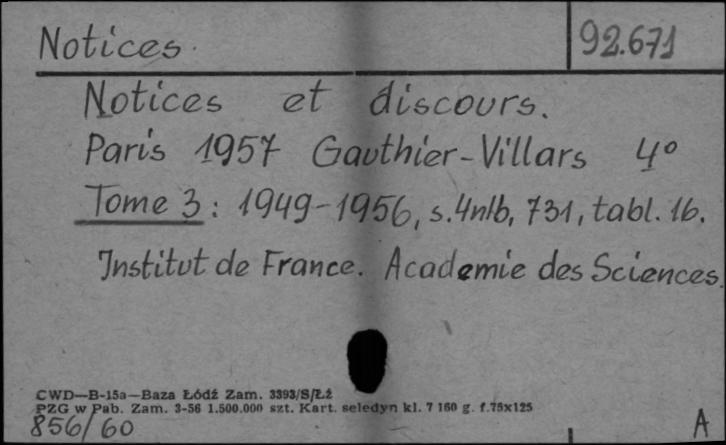 Notices. 92.671
Notices et discours.
Paris 1957 Gauthier-Villars 4°
Tome 3: 1949-1956, s.4nlb, 731, tabl. 16.
Institut de France. Academie des Sciences.
CWD—B-15a—Baza Łódź Zam. 3393/S/Łź
PZG w Pab. Zam. 3-56 1.500.000 szt. Kart. seledyn kl. 7 160 g. f.75x125
856/60 A